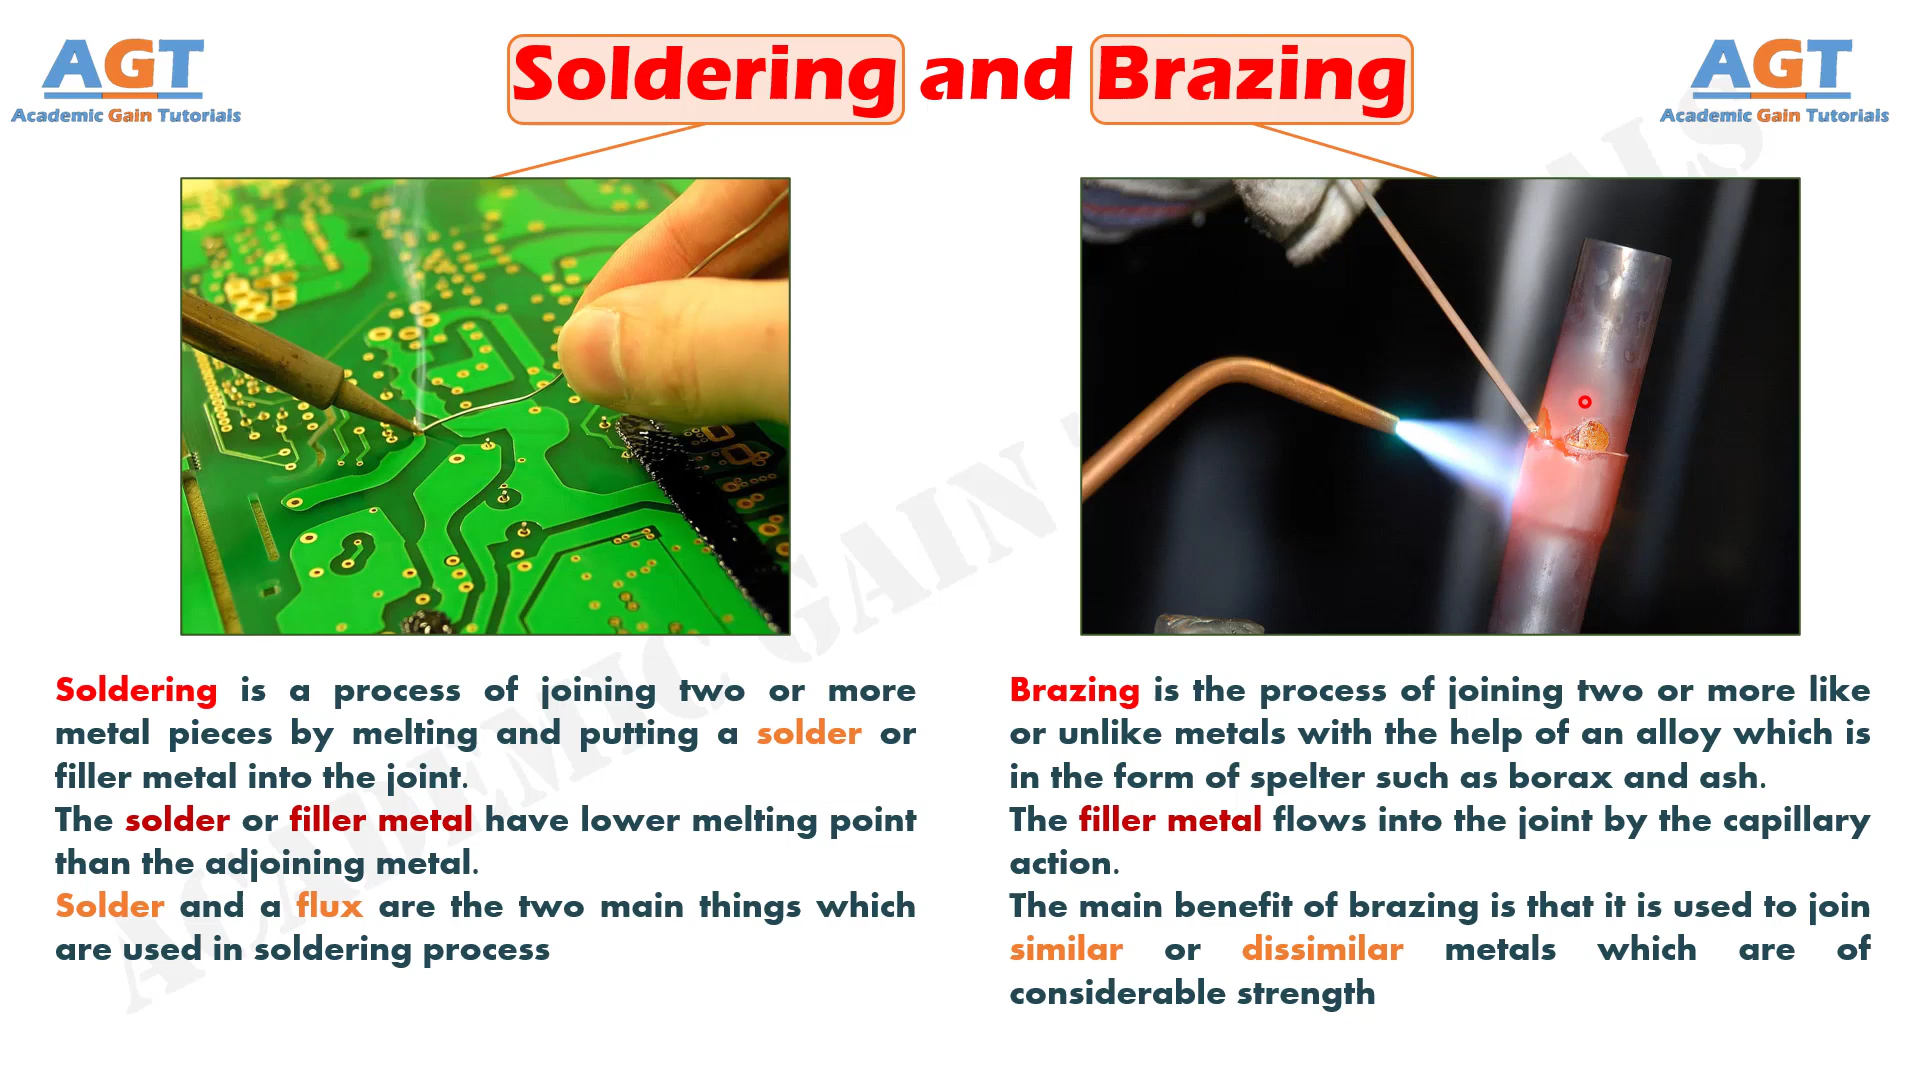 AGT
Academic Gain Tutorials
Soldering and Brazing
AGT
Academic Gain Tutorials
Soldering is a process of joining two or more
metal pieces by melting and putting a solder or
filler metal into the joint.
The solder or filler metal have lower melting point
than the adjoining metal.
Solder and a flux are the two main things which
are used in soldering process
Brazing is the process of joining two or more like
or unlike metals with the help of an alloy which is
in the form of spelter such as borax and ash.
The filler metal flows into the joint by the capillary
action.
The main benefit of brazing is that it is used to join
similar or dissimilar metals which are of
considerable strength
ACADEMIC GAIN T ALS